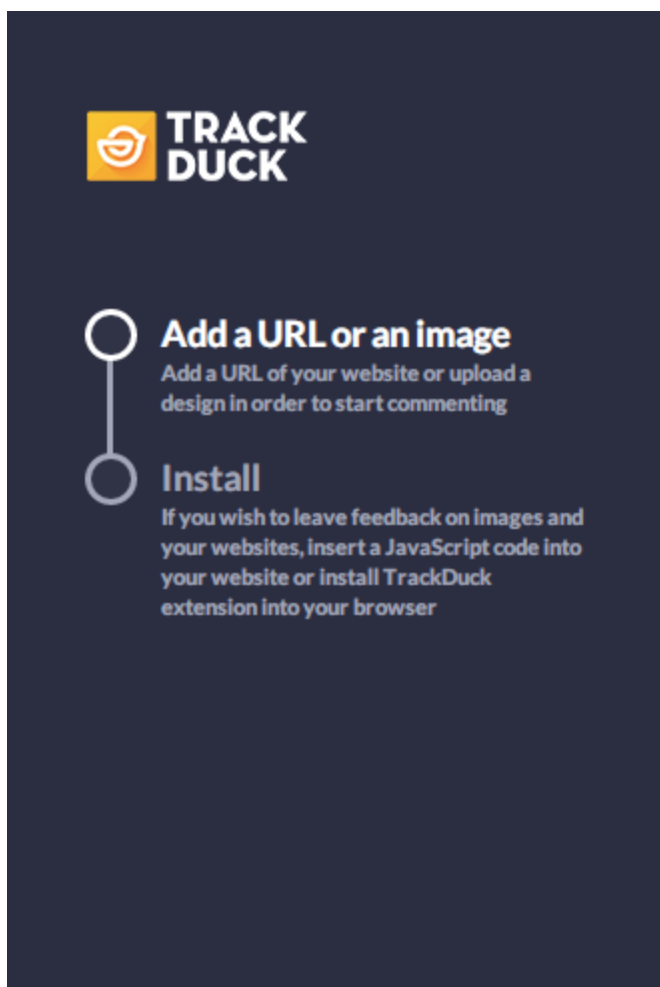 TRACK
DUCK
Add a URL or an image
Add a URL of your website or upload a
design in order to start commenting
Install
If you wish to leave feedback on images and
your websites, insert a JavaScript code into
your website or install TrackDuck
extension into your browser